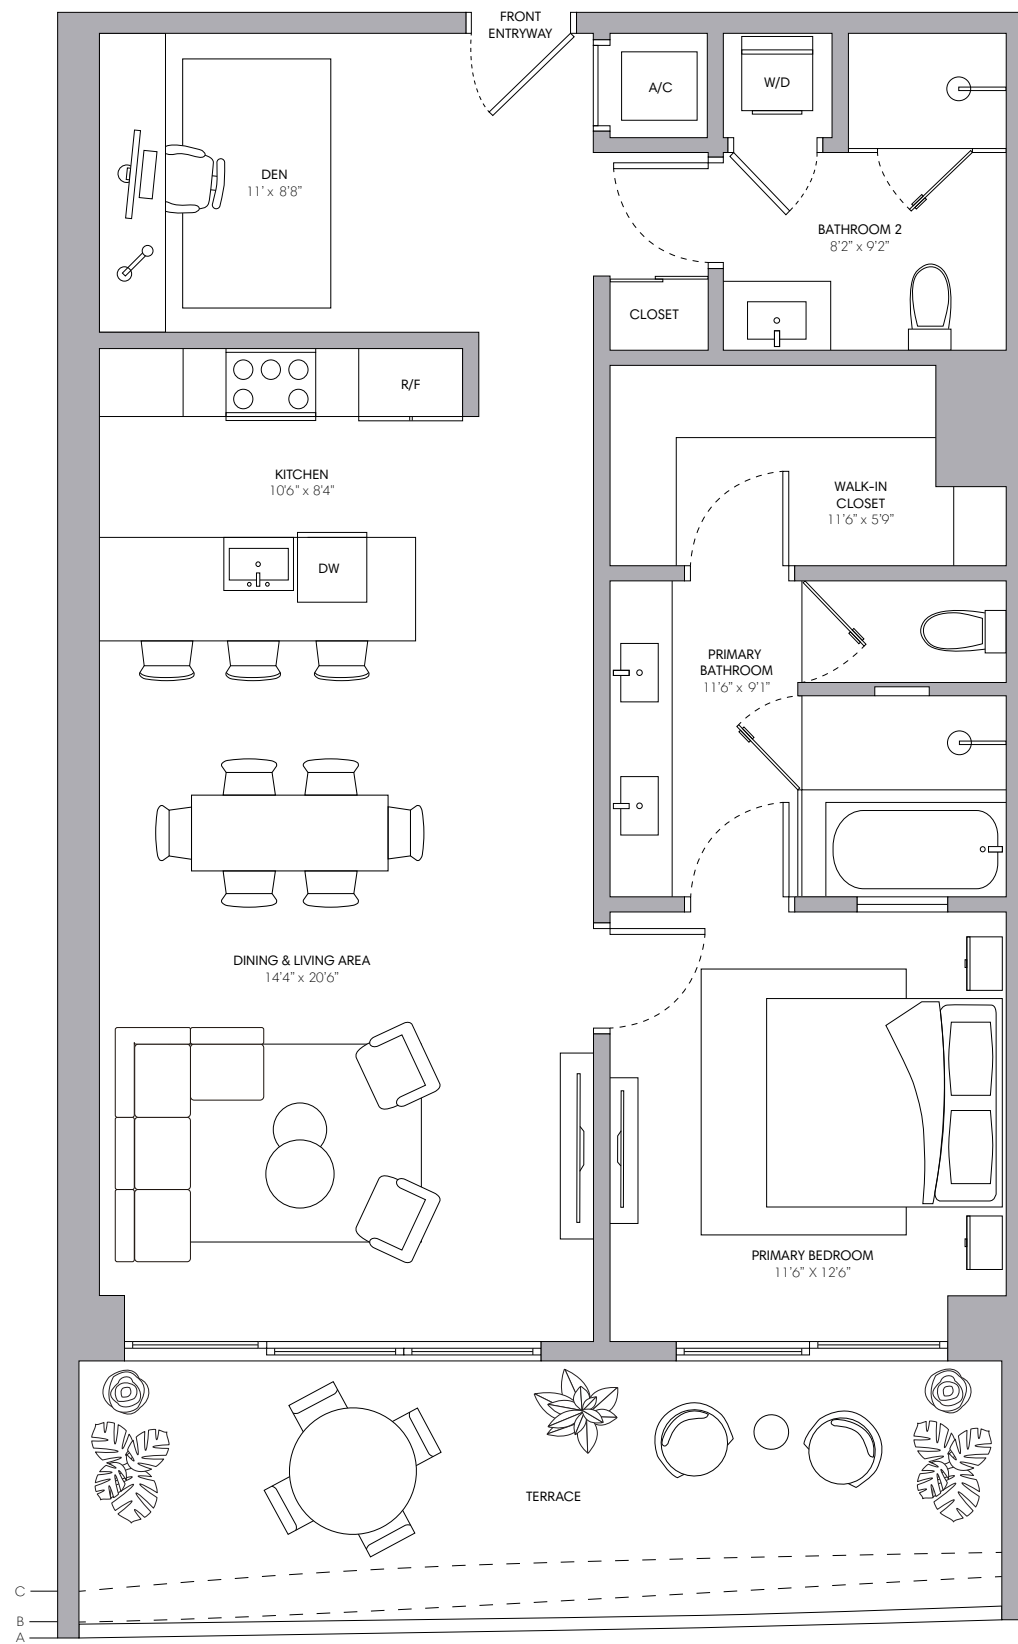 FRONT
ENTRYWAY
A/C
W/D
DEN
11' x 8'8”
BATHROOM 2
8'2” x 9'2”
CLOSET
R/F
KITCHEN
10'6” x 8'4”
WALK-IN
CLOSET
11'6” x 5'9”
DW
PRIMARY
BATHROOM
11'6” x 9'1”
DINING & LIVING AREA
14'4” x 20'6”
PRIMARY BEDROOM
11'6” X 12'6”
TERRACE
C
B
A